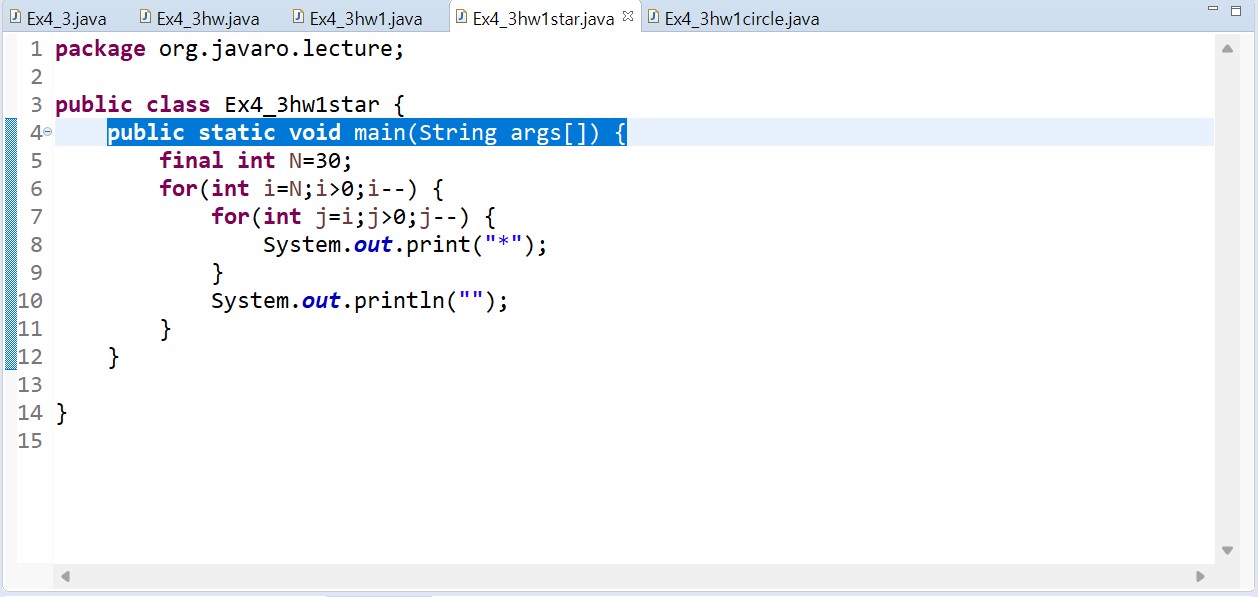 Ex4_3.java Ex4_3hw.java Ex4_3hw1.java Ex4_3hw1star.java Ex4_3hw1circle.java
1 package org.javaro.lecture;
2
3 public class Ex4_3hw1star {
4 public static void main(String args[]) {
5 final int N=30;
6 for(int i=N;i>0;i--) {
7 for(int j=i;j>0;j--) {
8 System.out.print("*");
9 }
10 System.out.println("");
11 }
12 }
13
14 }
15